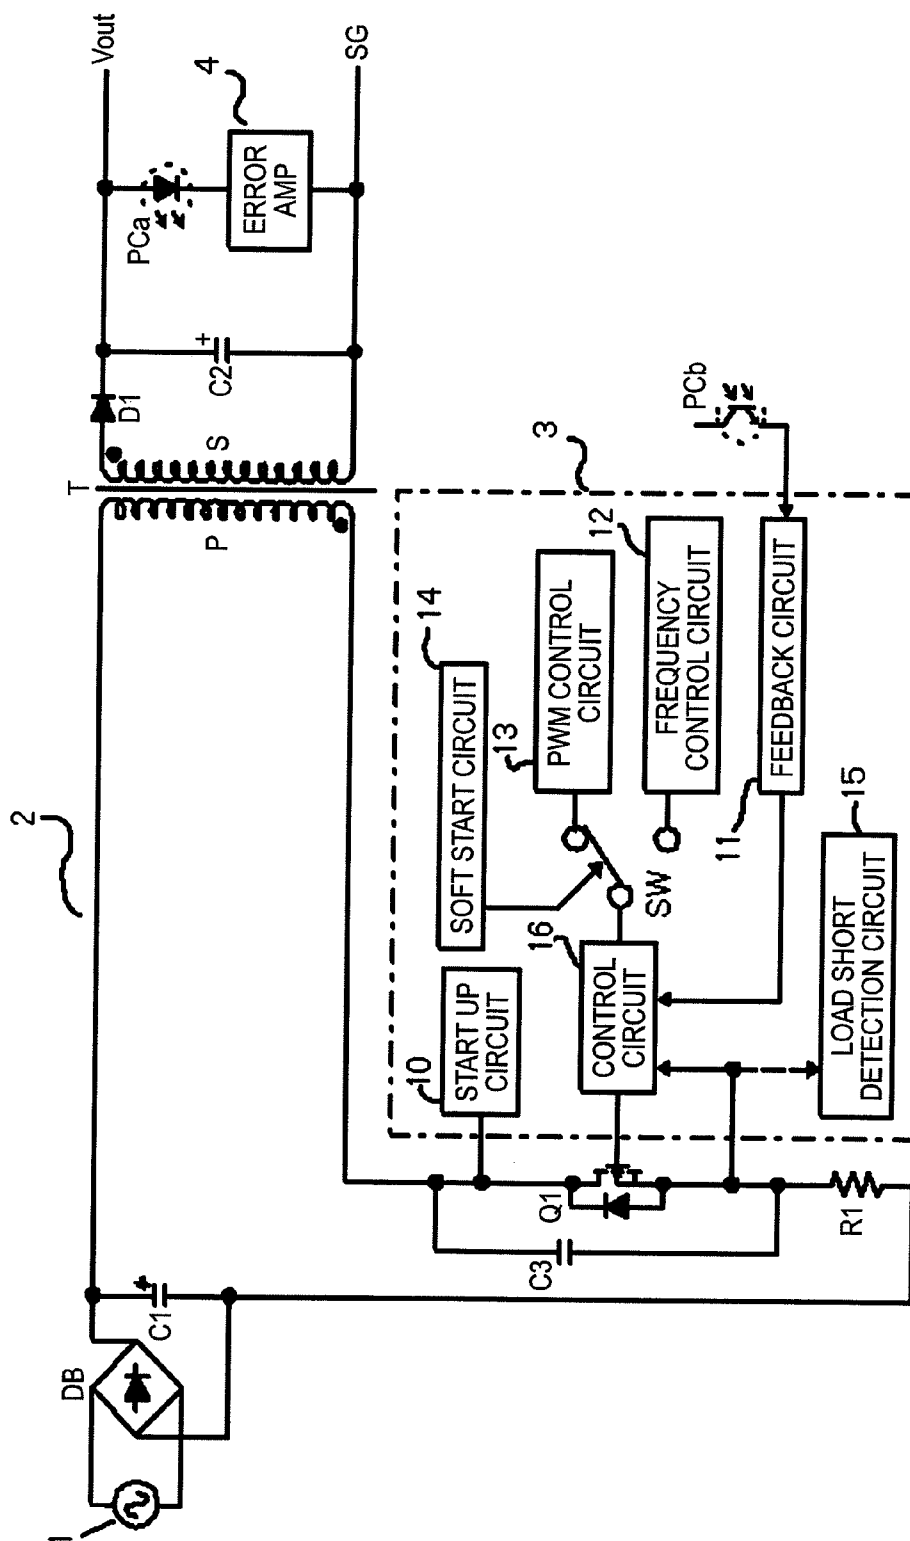 2
T
Vout
4
SG
PCa
ERROR
AMP
D1
C2
+
S
P
DB
C1
+
1
3
PCb
14
SOFT START CIRCUIT
10
START UP
CIRCUIT
13
PWM CONTROL
CIRCUIT
12
FREQUENCY
CONTROL CIRCUIT
16
CONTROL
CIRCUIT
SW
11
FEEDBACK CIRCUIT
15
LOAD SHORT
DETECTION CIRCUIT
Q1
C3
R1